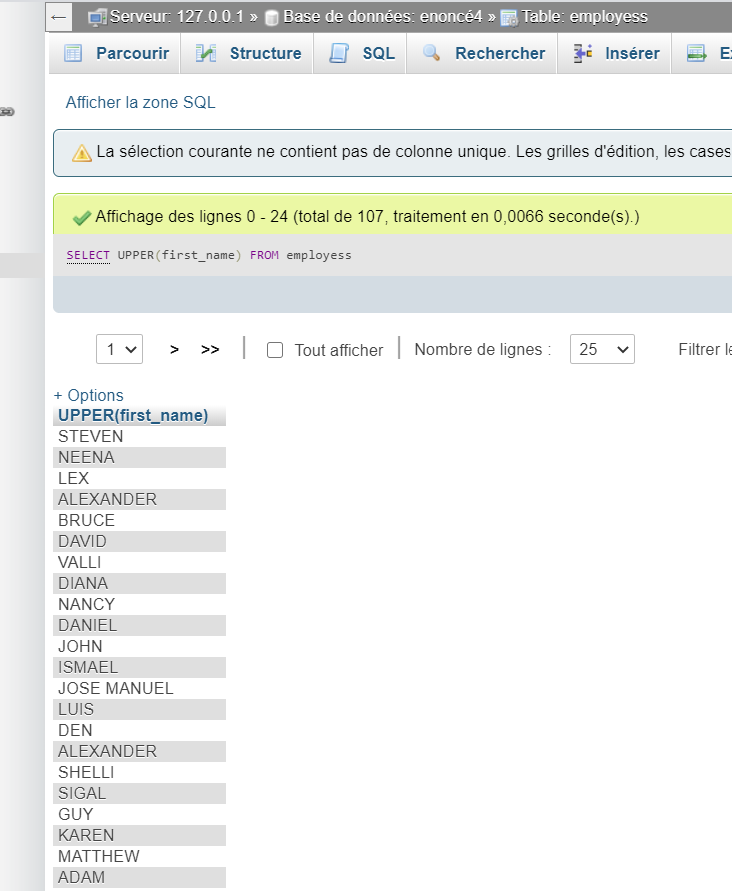 ← Serveur: 127.0.0.1 » Base de données: enoncé4 » Table: employess
Parcourir Structure SQL Rechercher Insérer
Afficher la zone SQL
La sélection courante ne contient pas de colonne unique. Les grilles d'édition, les cases
Affichage des lignes 0 - 24 (total de 107, traitement en 0,0066 seconde(s).)
SELECT UPPER(first_name) FROM employess
1 > >> | Tout afficher | Nombre de lignes : 25 Filtrer
+ Options
UPPER(first_name)
STEVEN
NEENA
LEX
ALEXANDER
BRUCE
DAVID
VALLI
DIANA
NANCY
DANIEL
JOHN
ISMAEL
JOSE MANUEL
LUIS
DEN
ALEXANDER
SHELLI
SIGAL
GUY
KAREN
MATTHEW
ADAM